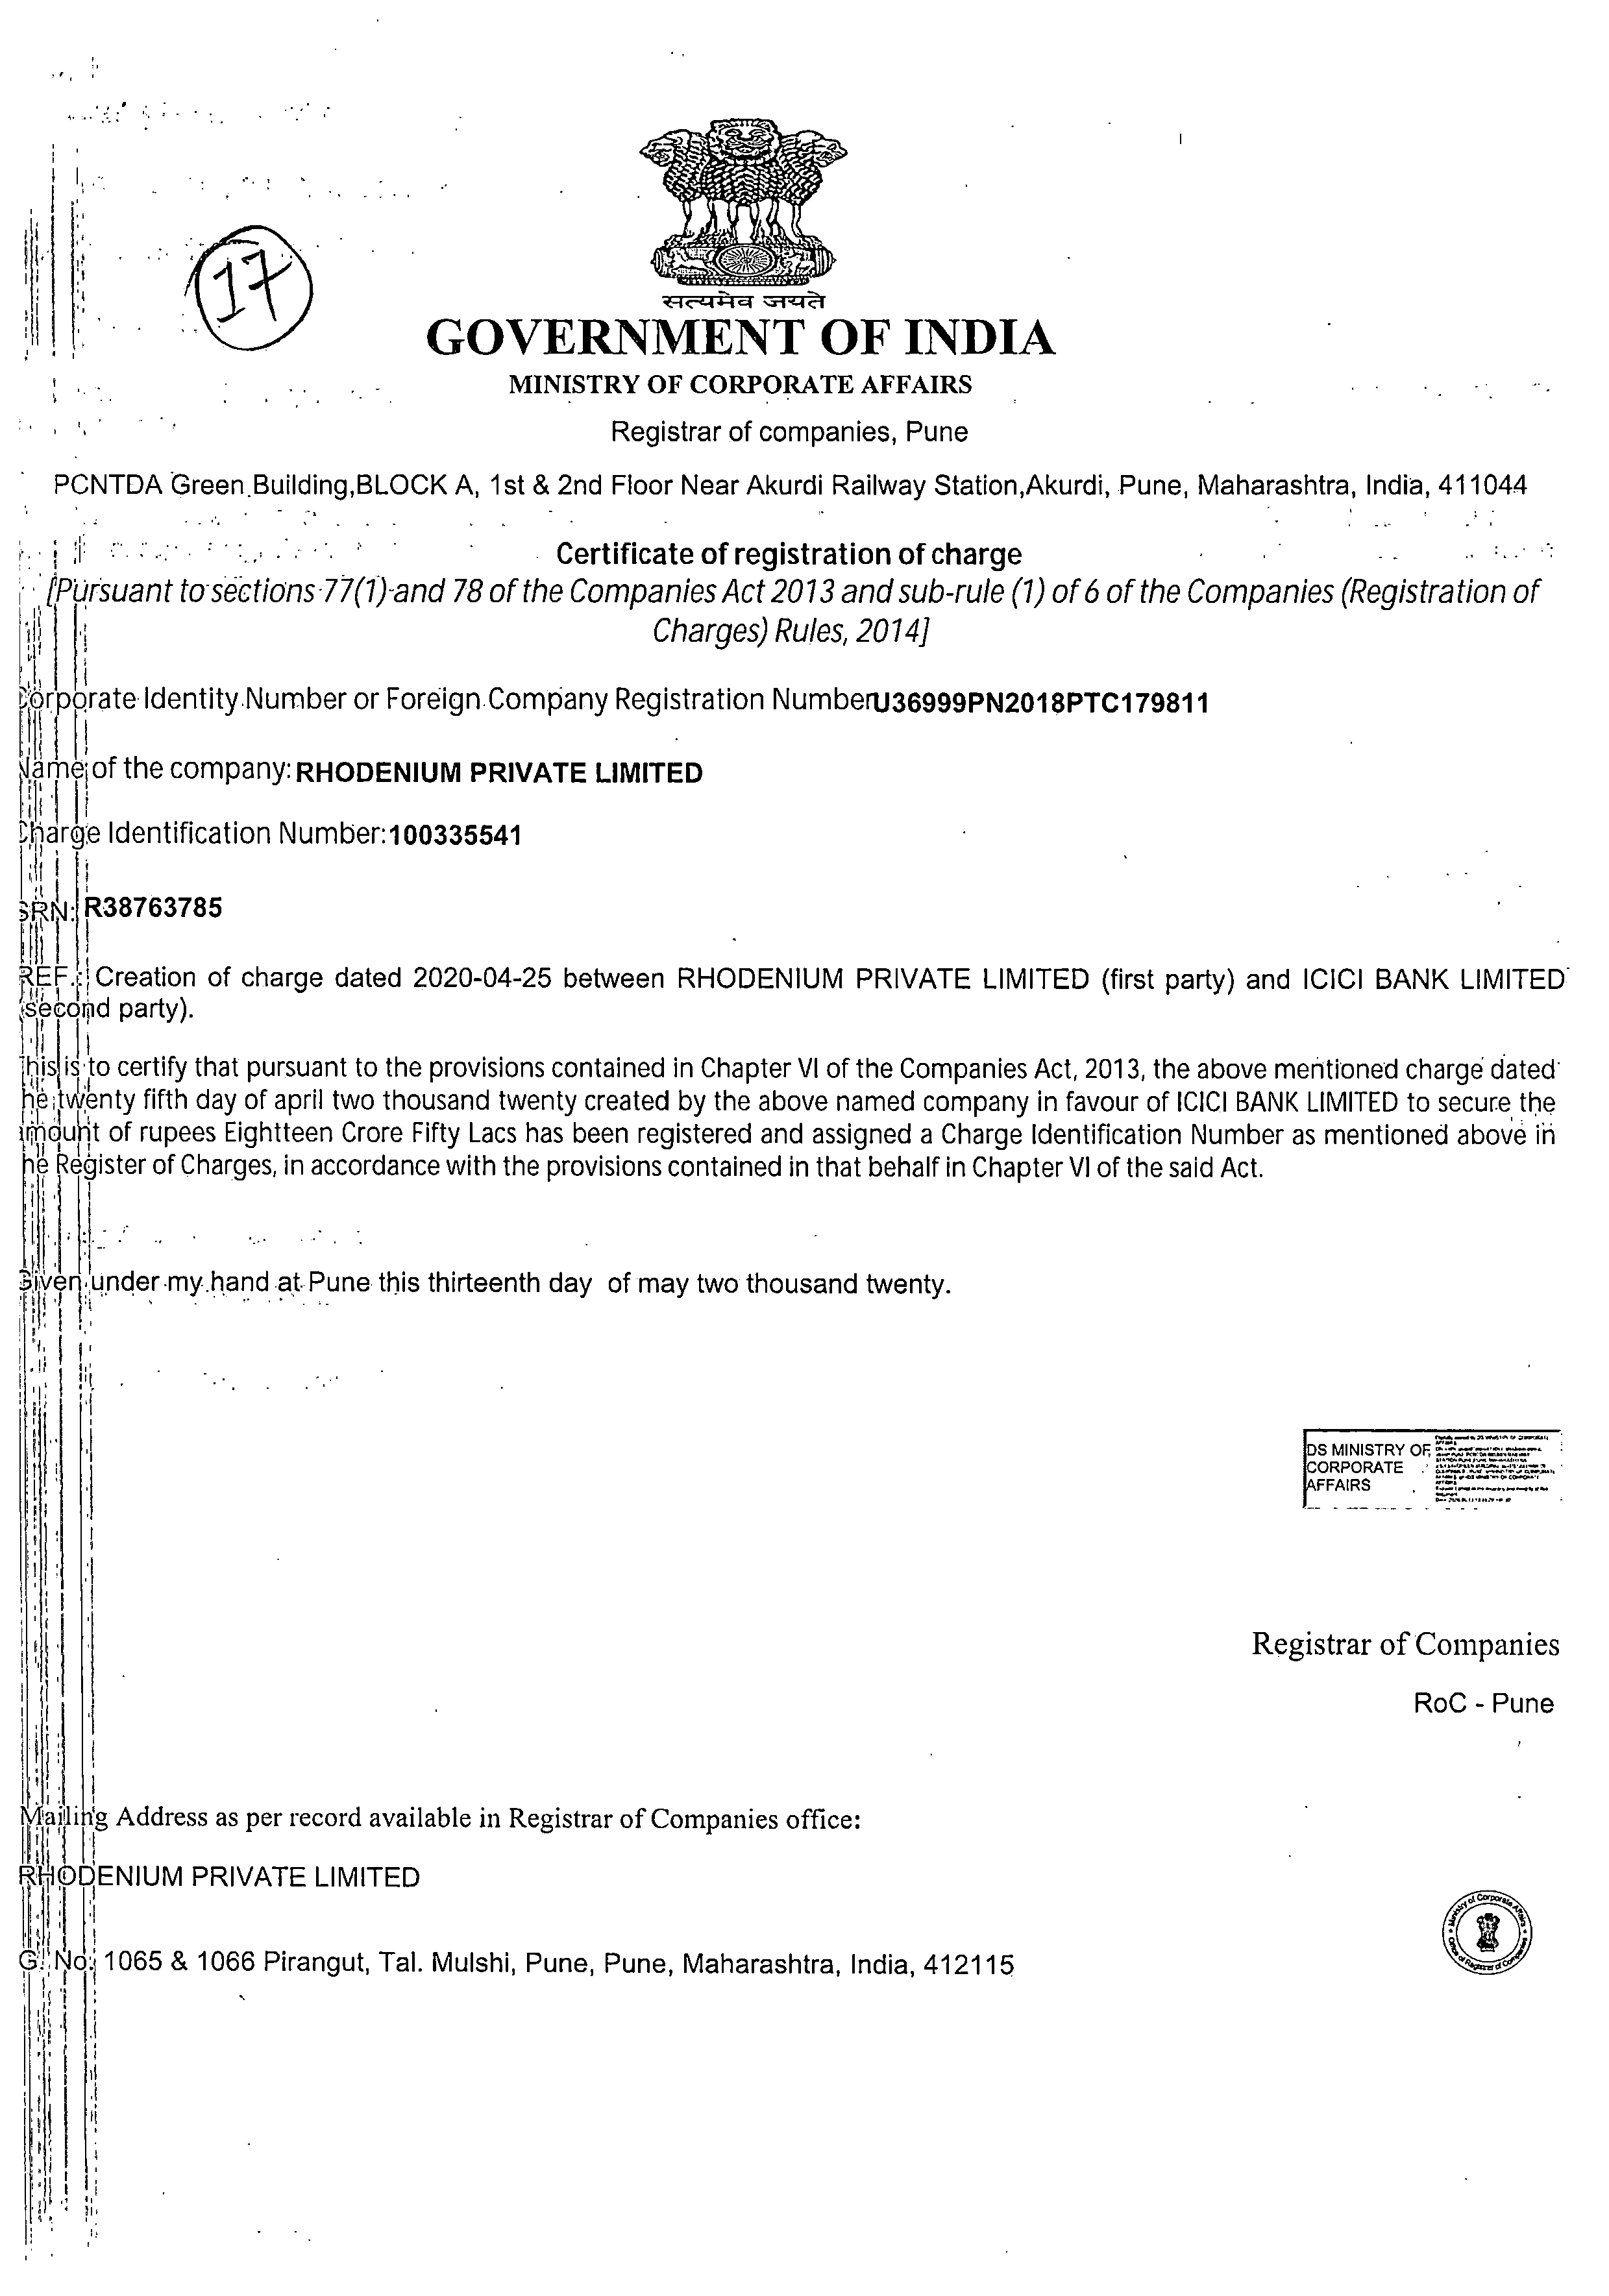 17
सत्यमेव जयते
GOVERNMENT OF INDIA
MINISTRY OF CORPORATE AFFAIRS
Registrar of companies, Pune
PCNTDA Green Building,BLOCK A, 1st & 2nd Floor Near Akurdi Railway Station,Akurdi, Pune, Maharashtra, India, 411044
Certificate of registration of charge
[Pursuant to sections 77(1) and 78 of the Companies Act 2013 and sub-rule (1) of 6 of the Companies (Registration of
Charges) Rules, 2014]
Corporate Identity Number or Foreign Company Registration NumberU36999PN2018PTC179811
Name of the company: RHODENIUM PRIVATE LIMITED
Charge Identification Number:100335541
SRN: R38763785
REF.: Creation of charge dated 2020-04-25 between RHODENIUM PRIVATE LIMITED (first party) and ICICI BANK LIMITED
(second party).
This is to certify that pursuant to the provisions contained in Chapter VI of the Companies Act, 2013, the above mentioned charge dated
the twenty fifth day of april two thousand twenty created by the above named company in favour of ICICI BANK LIMITED to secure the
amount of rupees Eightteen Crore Fifty Lacs has been registered and assigned a Charge Identification Number as mentioned above in
the Register of Charges, in accordance with the provisions contained in that behalf in Chapter VI of the said Act.
Given under my hand at Pune this thirteenth day of may two thousand twenty.
DS MINISTRY OF
CORPORATE
AFFAIRS
Registrar of Companies
RoC - Pune
Mailing Address as per record available in Registrar of Companies office:
RHODENIUM PRIVATE LIMITED
G. No. 1065 & 1066 Pirangut, Tal. Mulshi, Pune, Pune, Maharashtra, India, 412115
Ministry of Corporate Affairs
Office of Registrar of Companies